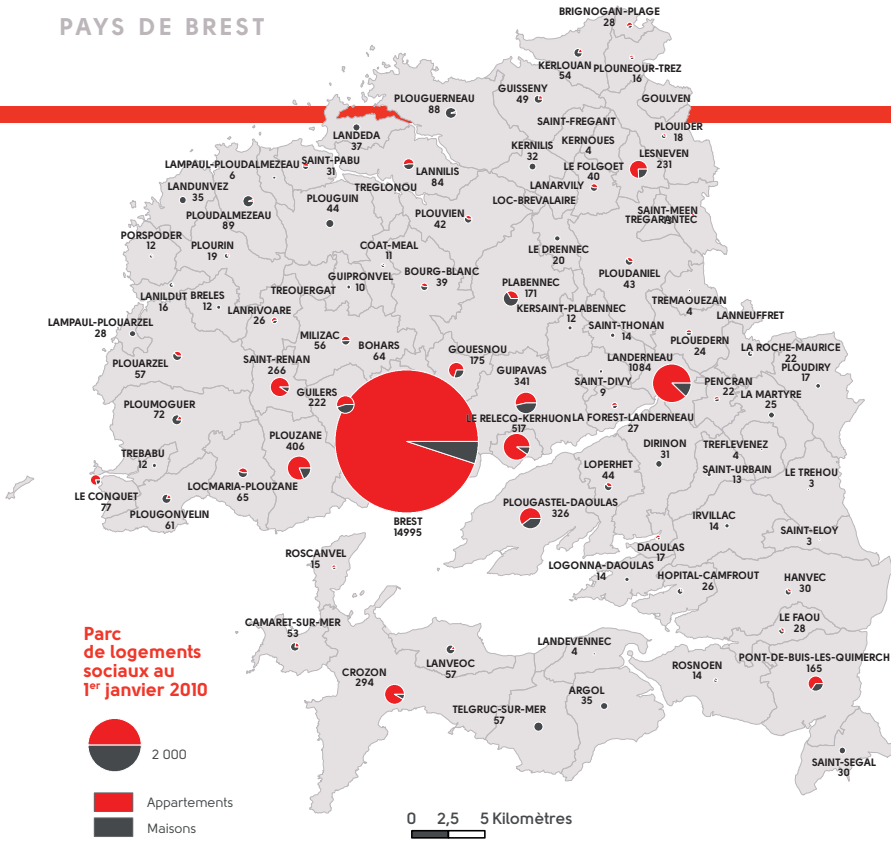 PAYS DE BREST
BRIGNOGAN-PLAGE
28
KERLOUAN
54
PLOUNEOUR-TREZ
16
GUISSENY
49
GOULVEN
PLOUGUERNEAU
88
SAINT-FREGANT
PLOUIDER
18
LANDEDA
37
KERNILIS
32
KERNOUES
4
LESNEVEN
231
LAMPAUL-PLOUDALMEZEAU
6
SAINT-PABU
31
LANNILIS
84
LE FOLGOET
40
LANARVILY
LANDUNVEZ
35
TREGLONOU
LOC-BREVALAIRE
PLOUDALMEZEAU
89
PLOUGUIN
44
PLOUVIEN
42
SAINT-MEEN
TREGARANTEC
PORSPODER
12
PLOURIN
19
COAT-MEAL
11
LE DRENNEC
20
PLOUDANIEL
43
GUIPRONVEL
10
BOURG-BLANC
39
PLABENNEC
171
TREOUERGAT
LANILDUT
16
BRELES
12
TREMAOUEZAN
4
KERSAINT-PLABENNEC
12
LANNEUFFRET
LANRIVOARE
26
LAMPAUL-PLOUARZEL
28
SAINT-THONAN
14
MILIZAC
56
BOHARS
64
PLOUEDERN
24
LA ROCHE-MAURICE
22
GOUESNOU
175
PLOUARZEL
57
SAINT-RENAN
266
LANDERNEAU
1084
PLOUDIRY
17
GUIPAVAS
341
SAINT-DIVY
9
PENCRAN
22
GUILERS
222
LA MARTYRE
25
PLOUMOGUER
72
LE RELECQ-KERHUON
517
LA FOREST-LANDERNEAU
27
PLOUZANE
406
DIRINON
31
TREFLEVENEZ
4
TREBABU
12
LOPERHET
44
SAINT-URBAIN
13
LE TREHOU
3
LE CONQUET
77
LOCMARIA-PLOUZANE
65
PLOUGONVELIN
61
PLOUGASTEL-DAOULAS
326
IRVILLAC
14
BREST
14995
SAINT-ELOY
3
ROSCANVEL
15
DAOULAS
17
LOGONNA-DAOULAS
14
HOPITAL-CAMFROUT
26
HANVEC
30
CAMARET-SUR-MER
53
LE FAOU
28
LANVEOC
57
LANDEVENNEC
4
Parc
de logements
sociaux au
1er janvier 2010
CROZON
294
ROSNOEN
14
PONT-DE-BUIS-LES-QUIMERCH
165
ARGOL
35
TELGRUC-SUR-MER
57
2 000
SAINT-SEGAL
30
Appartements
Maisons
0 2,5 5 Kilomètres